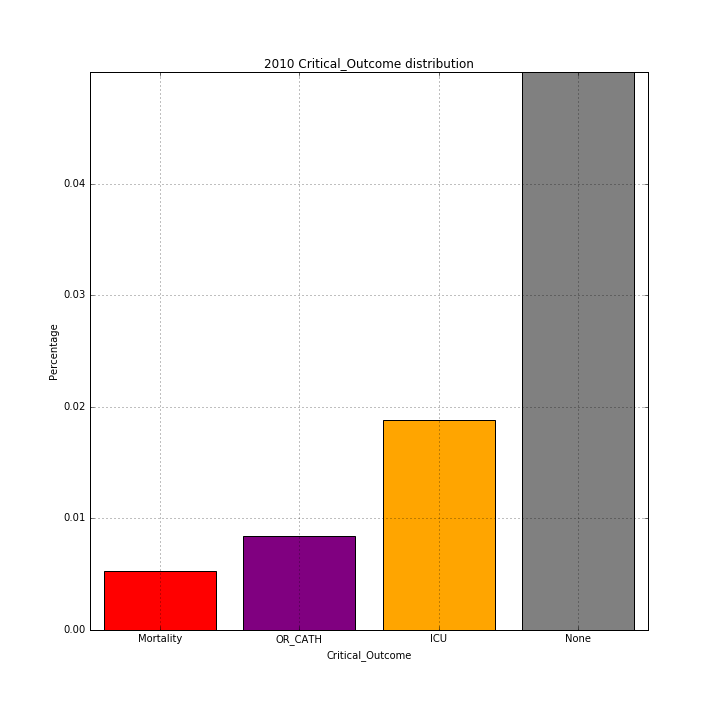 2010 Critical_Outcome distribution
0.04
0.03
0.02
0.01
0.00
Percentage
Mortality OR_CATH ICU None
Critical_Outcome